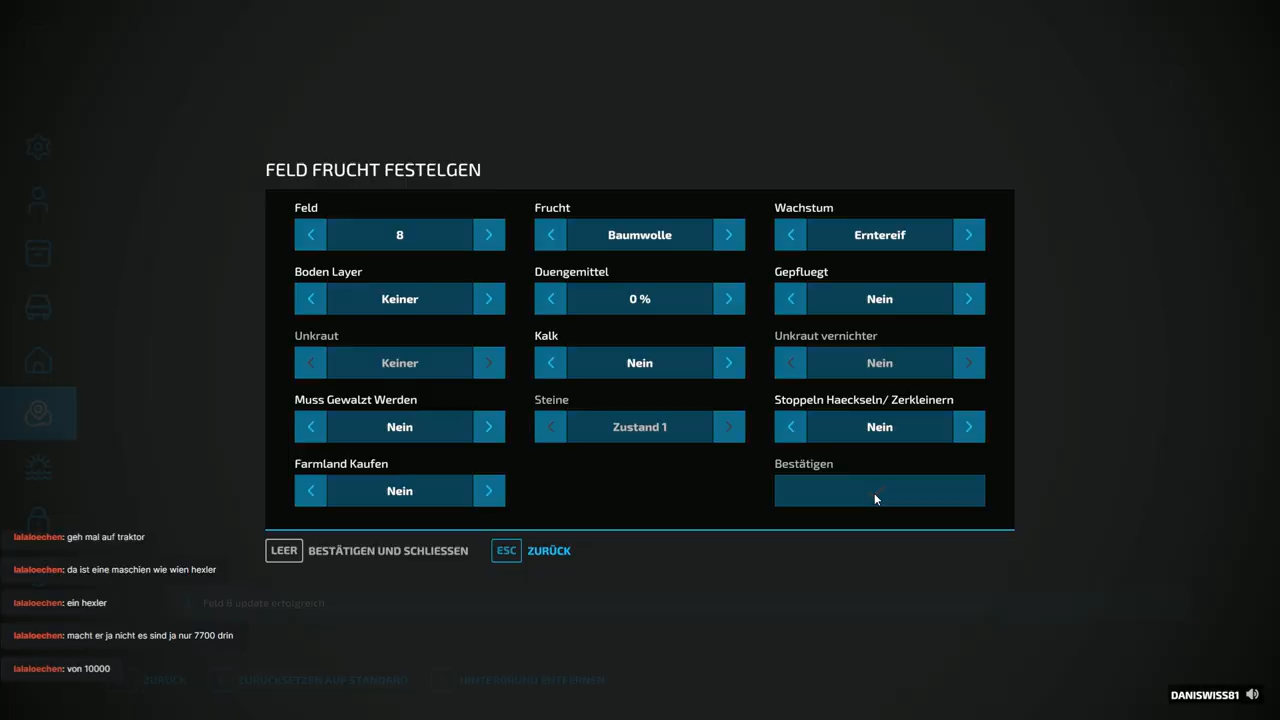 FELD FRUCHT FESTELGEN
Feld
Frucht
Wachstum
8
Baumwolle
Erntereif
Boden Layer
Duengemittel
Gepfluegt
Keiner
0 %
Nein
Unkraut
Kalk
Unkraut vernichter
Keiner
Nein
Nein
Muss Gewalzt Werden
Steine
Stoppeln Haeckseln/ Zerkleinern
Nein
Zustand 1
Nein
Farmland Kaufen
Bestätigen
Nein
LEER BESTÄTIGEN UND SCHLIESSEN
ESC ZURÜCK
lalaloechen: geh mal auf traktor
lalaloechen: da ist eine maschien wie wien hexler
lalaloechen: ein hexler
Feld 8 update erfolgreich
lalaloechen: macht er ja nicht es sind ja nur 7700 drin
lalaloechen: von 10000
ZURÜCK
ZURÜCKSETZEN AUF STANDARD
HINTERGRUND ENTFERNEN
DANISWISS81